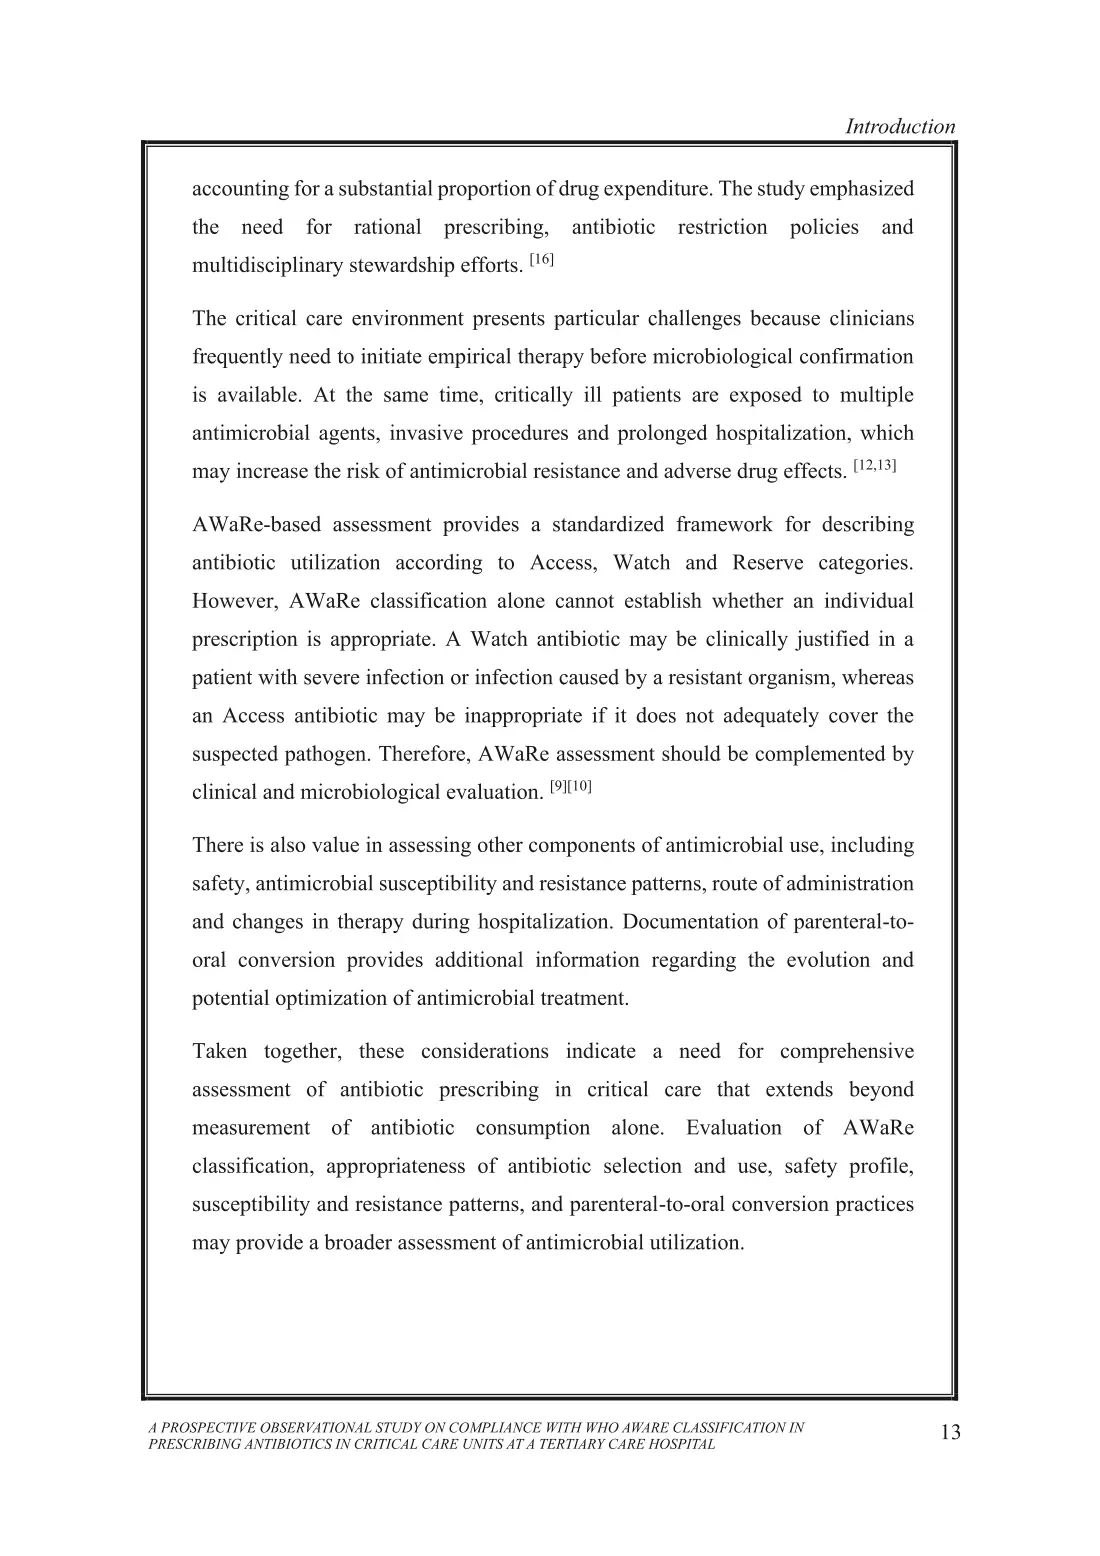 Introduction
accounting for a substantial proportion of drug expenditure. The study emphasized
the need for rational prescribing, antibiotic restriction policies and
multidisciplinary stewardship efforts. [16]
The critical care environment presents particular challenges because clinicians
frequently need to initiate empirical therapy before microbiological confirmation
is available. At the same time, critically ill patients are exposed to multiple
antimicrobial agents, invasive procedures and prolonged hospitalization, which
may increase the risk of antimicrobial resistance and adverse drug effects. [12,13]
AWaRe-based assessment provides a standardized framework for describing
antibiotic utilization according to Access, Watch and Reserve categories.
However, AWaRe classification alone cannot establish whether an individual
prescription is appropriate. A Watch antibiotic may be clinically justified in a
patient with severe infection or infection caused by a resistant organism, whereas
an Access antibiotic may be inappropriate if it does not adequately cover the
suspected pathogen. Therefore, AWaRe assessment should be complemented by
clinical and microbiological evaluation. [9][10]
There is also value in assessing other components of antimicrobial use, including
safety, antimicrobial susceptibility and resistance patterns, route of administration
and changes in therapy during hospitalization. Documentation of parenteral-to-
oral conversion provides additional information regarding the evolution and
potential optimization of antimicrobial treatment.
Taken together, these considerations indicate a need for comprehensive
assessment of antibiotic prescribing in critical care that extends beyond
measurement of antibiotic consumption alone. Evaluation of AWaRe
classification, appropriateness of antibiotic selection and use, safety profile,
susceptibility and resistance patterns, and parenteral-to-oral conversion practices
may provide a broader assessment of antimicrobial utilization.
A PROSPECTIVE OBSERVATIONAL STUDY ON COMPLIANCE WITH WHO AWARE CLASSIFICATION IN
PRESCRIBING ANTIBIOTICS IN CRITICAL CARE UNITS AT A TERTIARY CARE HOSPITAL
13